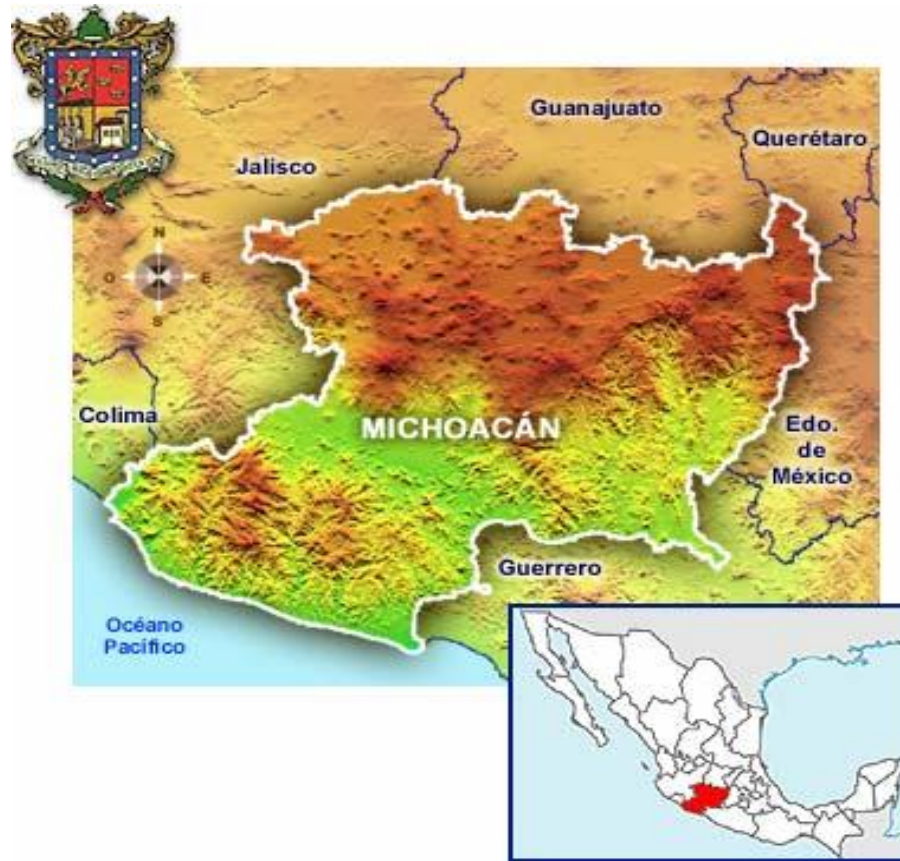 Guanajuato
Querétaro
Jalisco
N
O
E
S
Colima
MICHOACÁN
Edo.
de
México
Guerrero
Océano
Pacífico